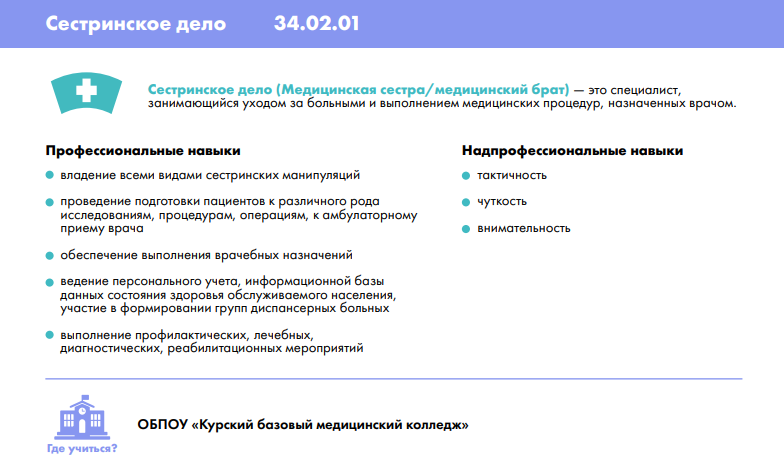 Сестринское дело 34.02.01
Сестринское дело (Медицинская сестра/медицинский брат) — это специалист,
занимающийся уходом за больными и выполнением медицинских процедур, назначенных врачом.
Профессиональные навыки
владение всеми видами сестринских манипуляций
проведение подготовки пациентов к различного рода
исследованиям, процедурам, операциям, к амбулаторному
приему врача
обеспечение выполнения врачебных назначений
ведение персонального учета, информационной базы
данных состояния здоровья обслуживаемого населения,
участие в формировании групп диспансерных больных
выполнение профилактических, лечебных,
диагностических, реабилитационных мероприятий
Надпрофессиональные навыки
тактичность
чуткость
внимательность
ОБПОУ «Курский базовый медицинский колледж»
Где учиться?